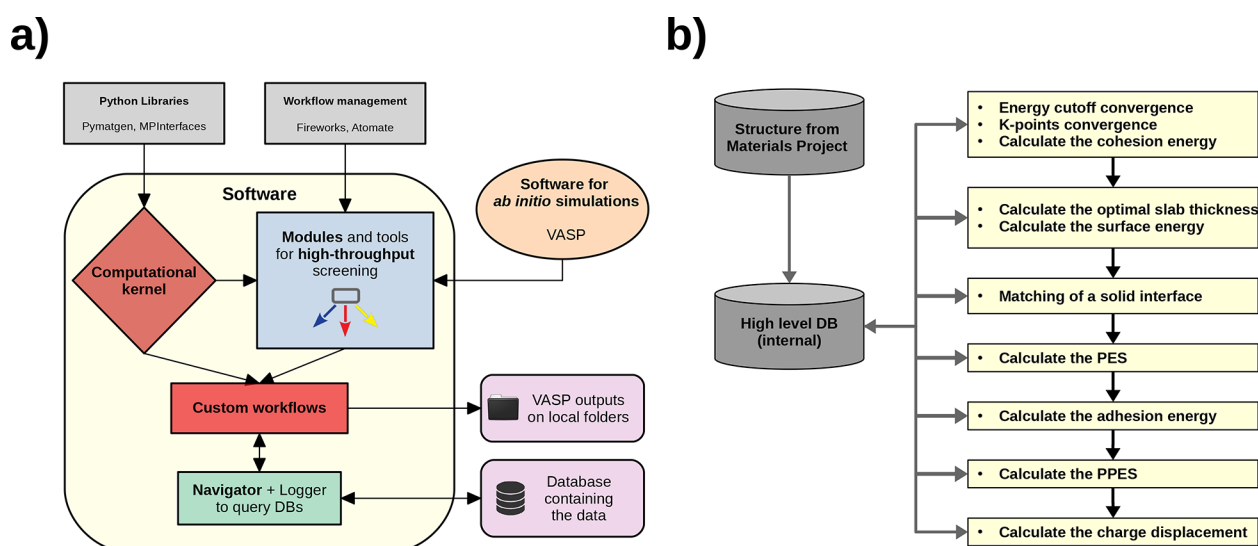 a)
Python Libraries
Pymatgen, MPInterfaces
Workflow management
Fireworks, Atomate
Software
Computational
kernel
Modules and tools
for high-throughput
screening
Software for
ab initio simulations
VASP
Custom workflows
VASP outputs
on local folders
Navigator + Logger
to query DBs
Database
containing
the data
b)
Structure from
Materials Project
High level DB
(internal)
• Energy cutoff convergence
• K-points convergence
• Calculate the cohesion energy
• Calculate the optimal slab thickness
• Calculate the surface energy
• Matching of a solid interface
• Calculate the PES
• Calculate the adhesion energy
• Calculate the PPES
• Calculate the charge displacement